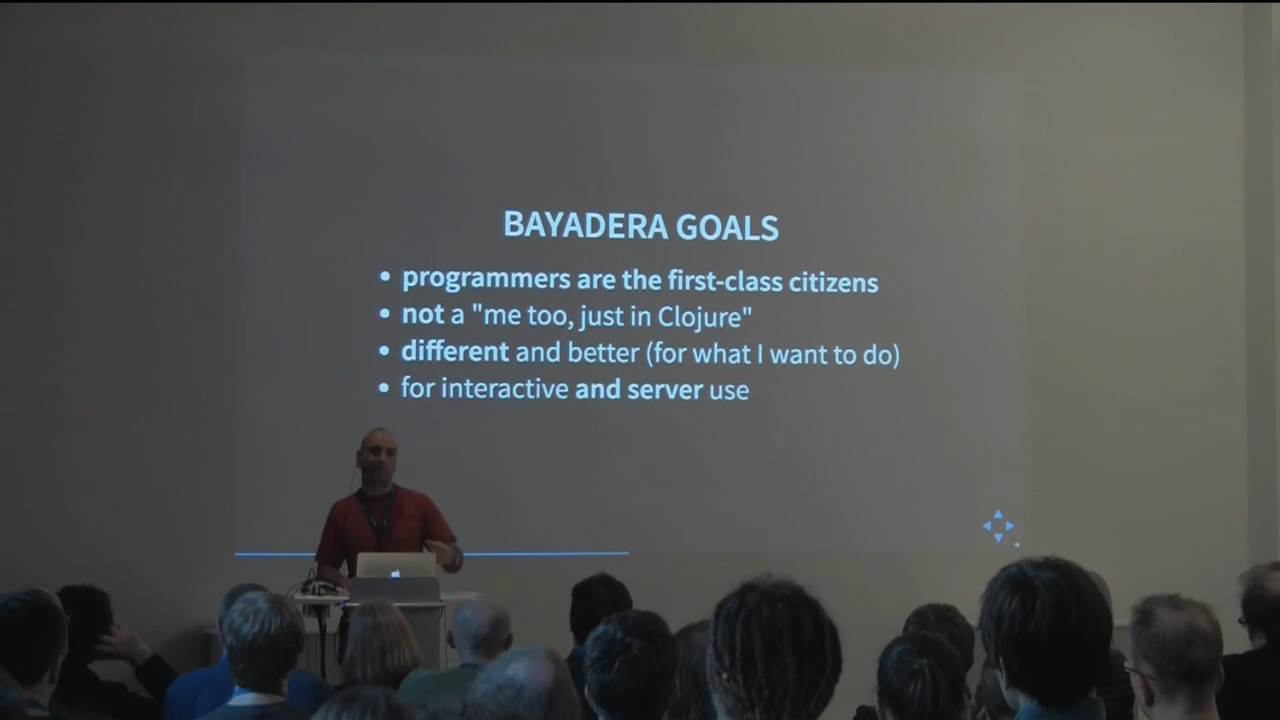 BAYADERA GOALS
• programmers are the first-class citizens
• not a "me too, just in Clojure"
• different and better (for what I want to do)
• for interactive and server use